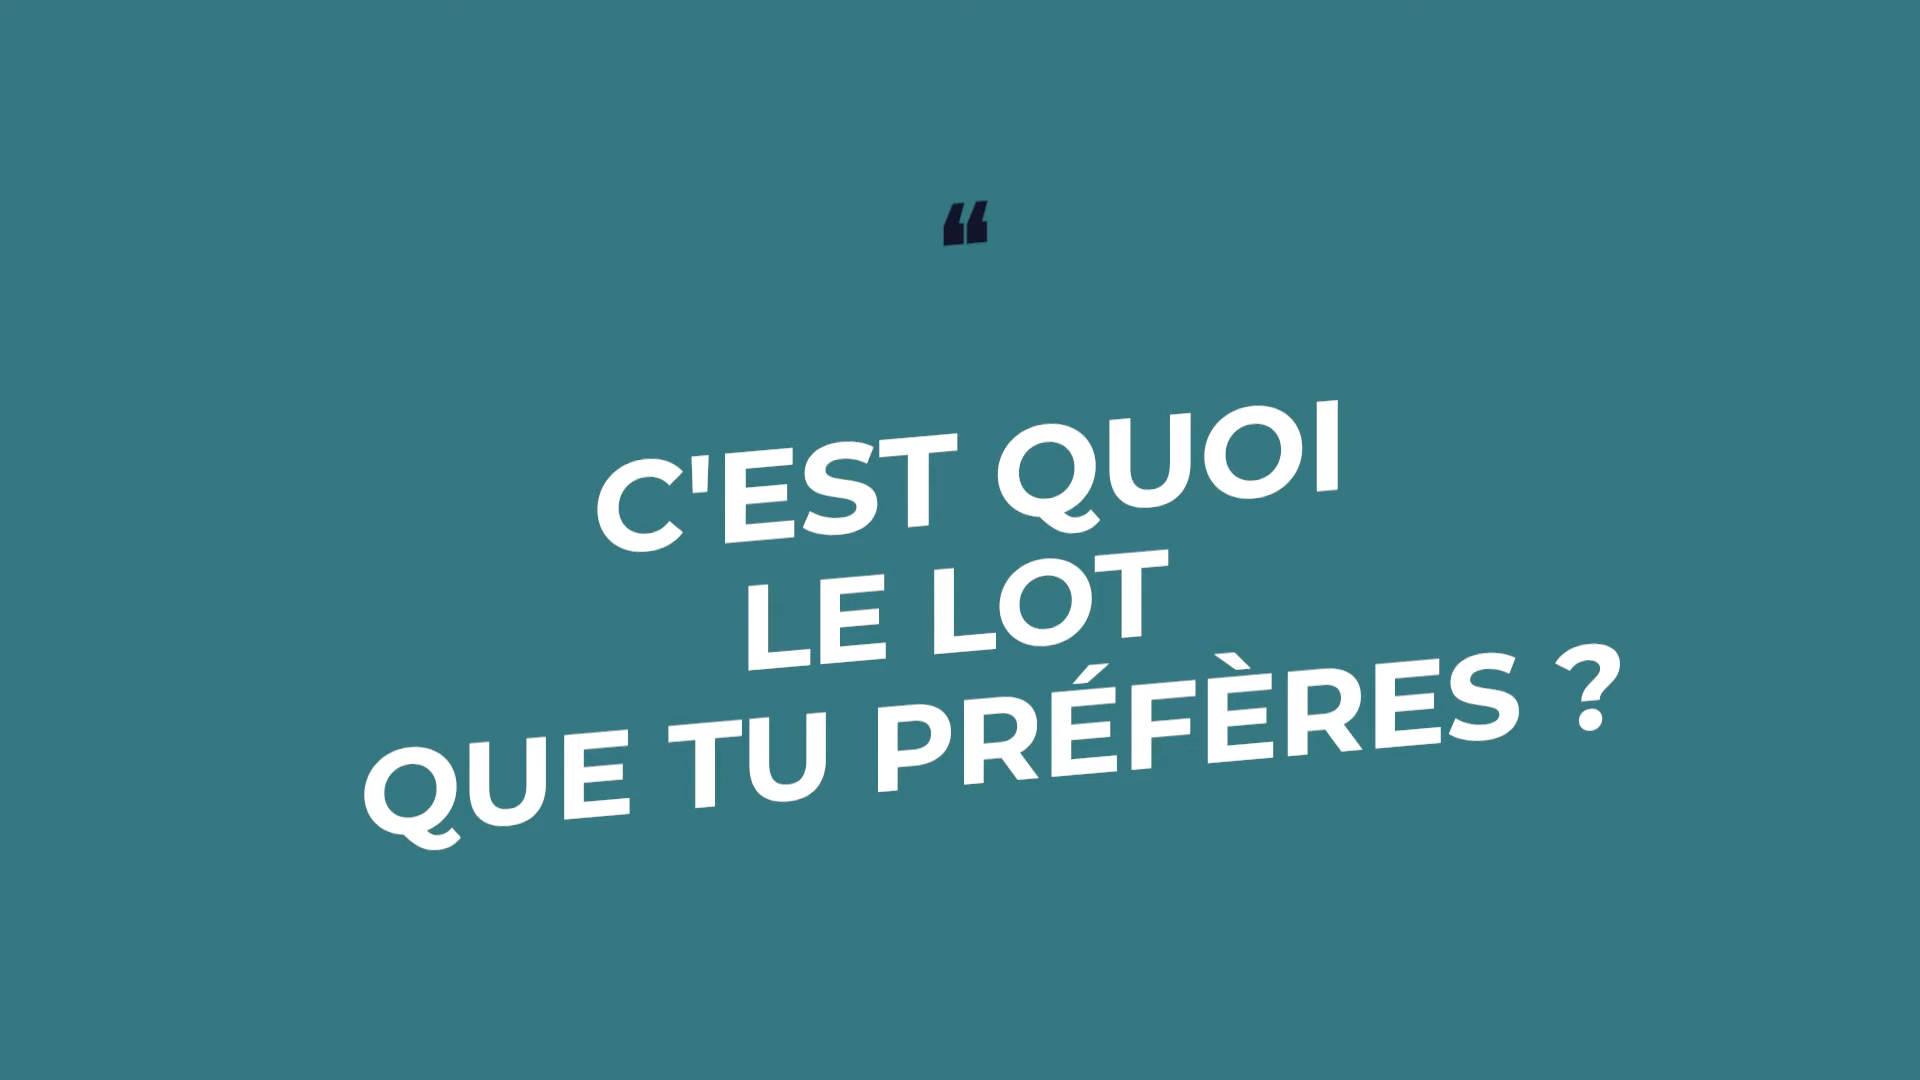 “
C'EST QUOI
LE LOT
QUE TU PRÉFÈRES ?